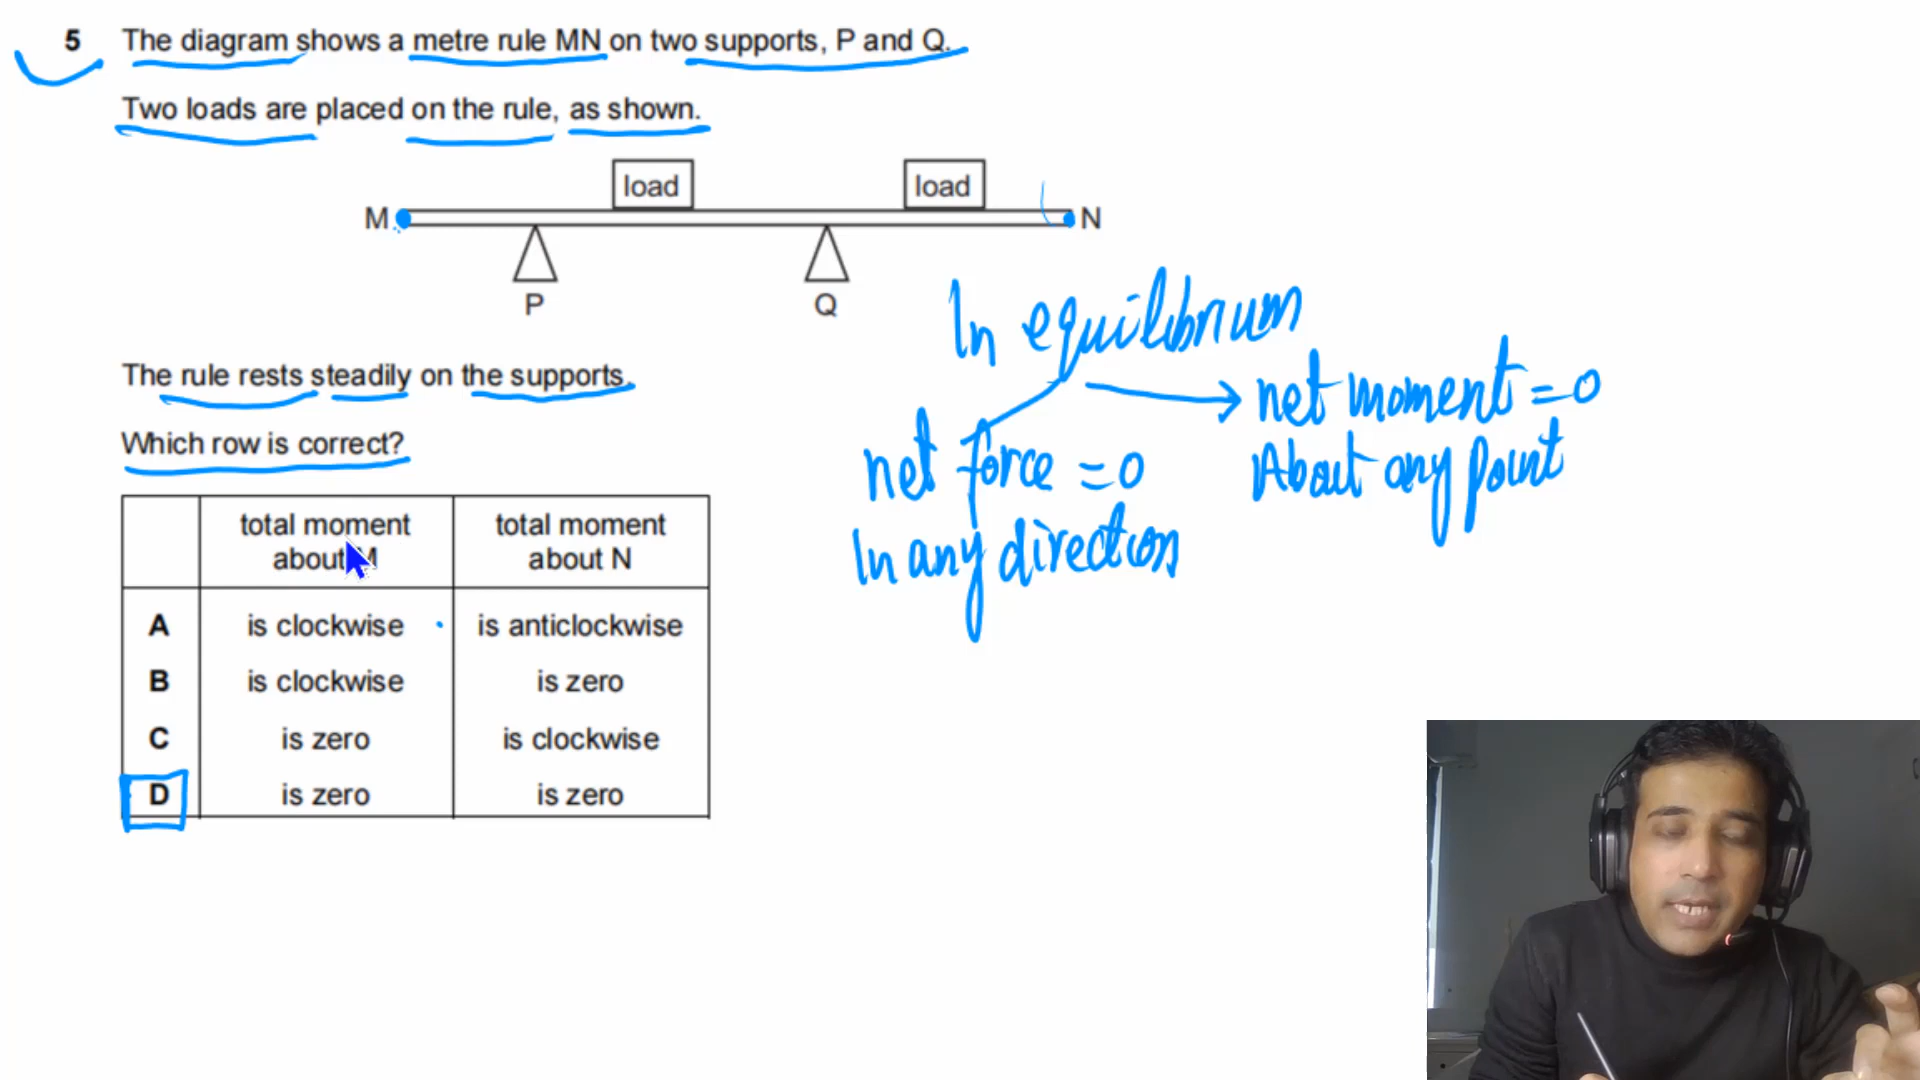 5 The diagram shows a metre rule MN on two supports, P and Q.
Two loads are placed on the rule, as shown.
load load
M N
P Q
In equilibrium
The rule rests steadily on the supports.
net moment = 0
Which row is correct?
net force = 0
About any point
In any direction
total moment about M total moment about N
A is clockwise is anticlockwise
B is clockwise is zero
C is zero is clockwise
D is zero is zero